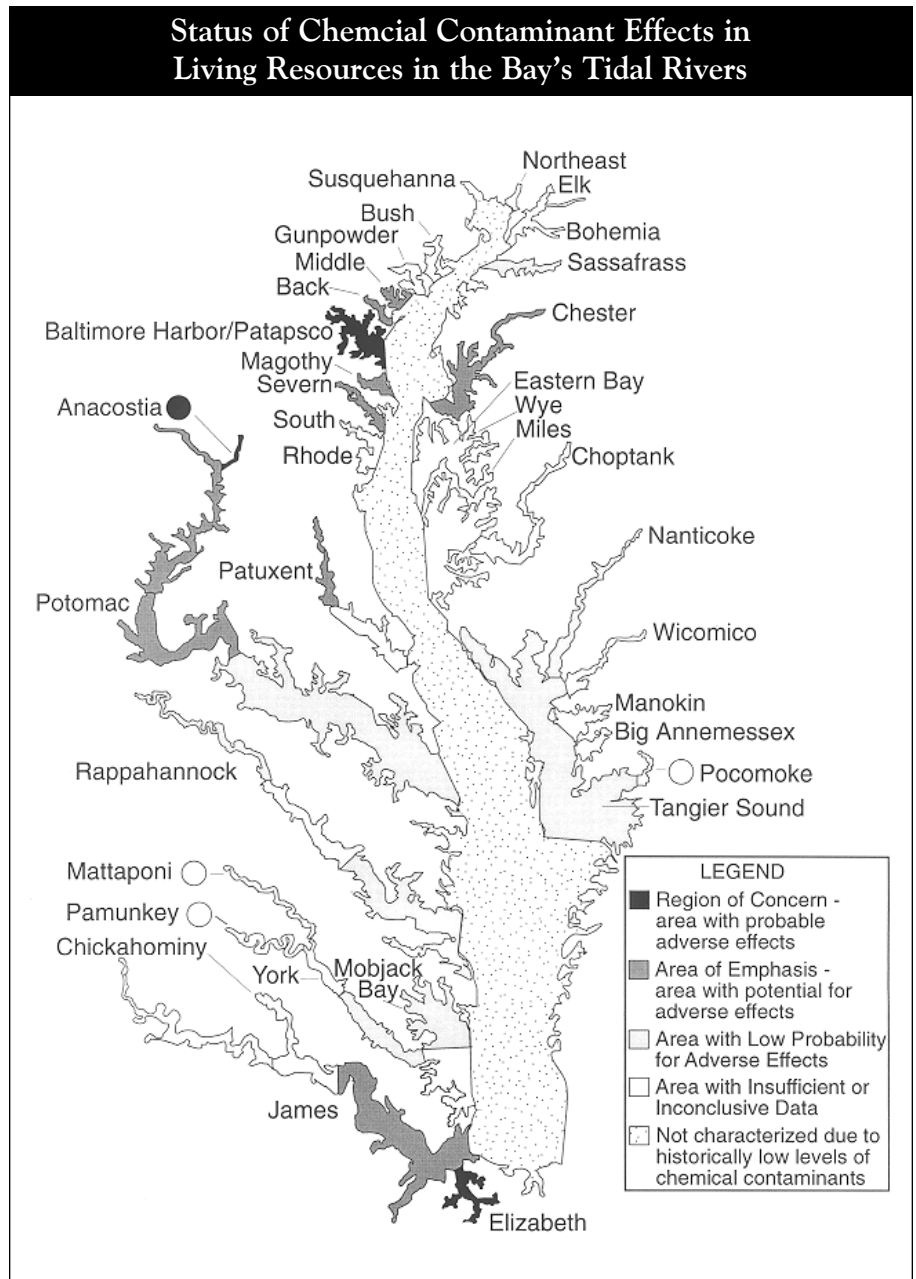 Status of Chemcial Contaminant Effects in
Living Resources in the Bay's Tidal Rivers
Northeast
Susquehanna
Elk
Bush
Gunpowder
Bohemia
Middle
Sassafrass
Back
Chester
Baltimore Harbor/Patapsco
Magothy
Severn
Eastern Bay
Anacostia
Wye
South
Miles
Rhode
Choptank
Nanticoke
Patuxent
Potomac
Wicomico
Manokin
Big Annemessex
Rappahannock
Pocomoke
Tangier Sound
Mattaponi
Pamunkey
Chickahominy
York
Mobjack
Bay
James
Elizabeth
LEGEND
Region of Concern -
area with probable
adverse effects
Area of Emphasis -
area with potential for
adverse effects
Area with Low Probability
for Adverse Effects
Area with Insufficient or
Inconclusive Data
Not characterized due to
historically low levels of
chemical contaminants